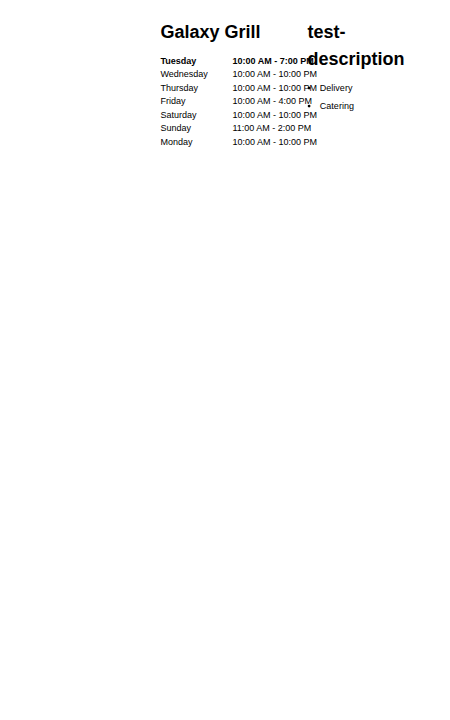 Galaxy Grill
Tuesday 10:00 AM - 7:00 PM
Wednesday 10:00 AM - 10:00 PM
Thursday 10:00 AM - 10:00 PM
Friday 10:00 AM - 4:00 PM
Saturday 10:00 AM - 10:00 PM
Sunday 11:00 AM - 2:00 PM
Monday 10:00 AM - 10:00 PM
test-
description
• Delivery
• Catering